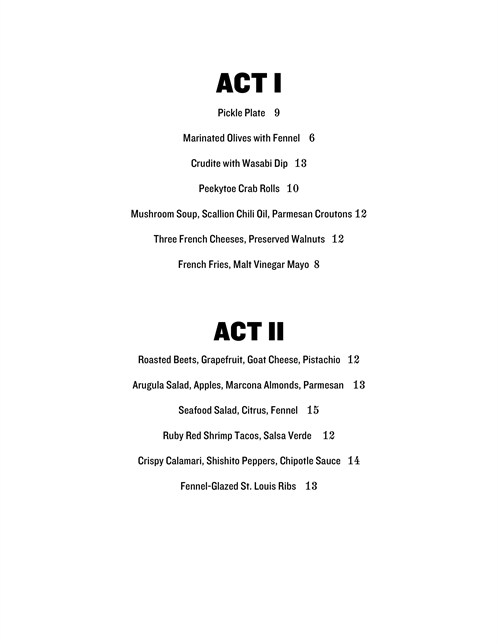 ACT I
Pickle Plate 9
Marinated Olives with Fennel 6
Crudite with Wasabi Dip 13
Peekytoe Crab Rolls 10
Mushroom Soup, Scallion Chili Oil, Parmesan Croutons 12
Three French Cheeses, Preserved Walnuts 12
French Fries, Malt Vinegar Mayo 8
ACT II
Roasted Beets, Grapefruit, Goat Cheese, Pistachio 12
Arugula Salad, Apples, Marcona Almonds, Parmesan 13
Seafood Salad, Citrus, Fennel 15
Ruby Red Shrimp Tacos, Salsa Verde 12
Crispy Calamari, Shishito Peppers, Chipotle Sauce 14
Fennel-Glazed St. Louis Ribs 13